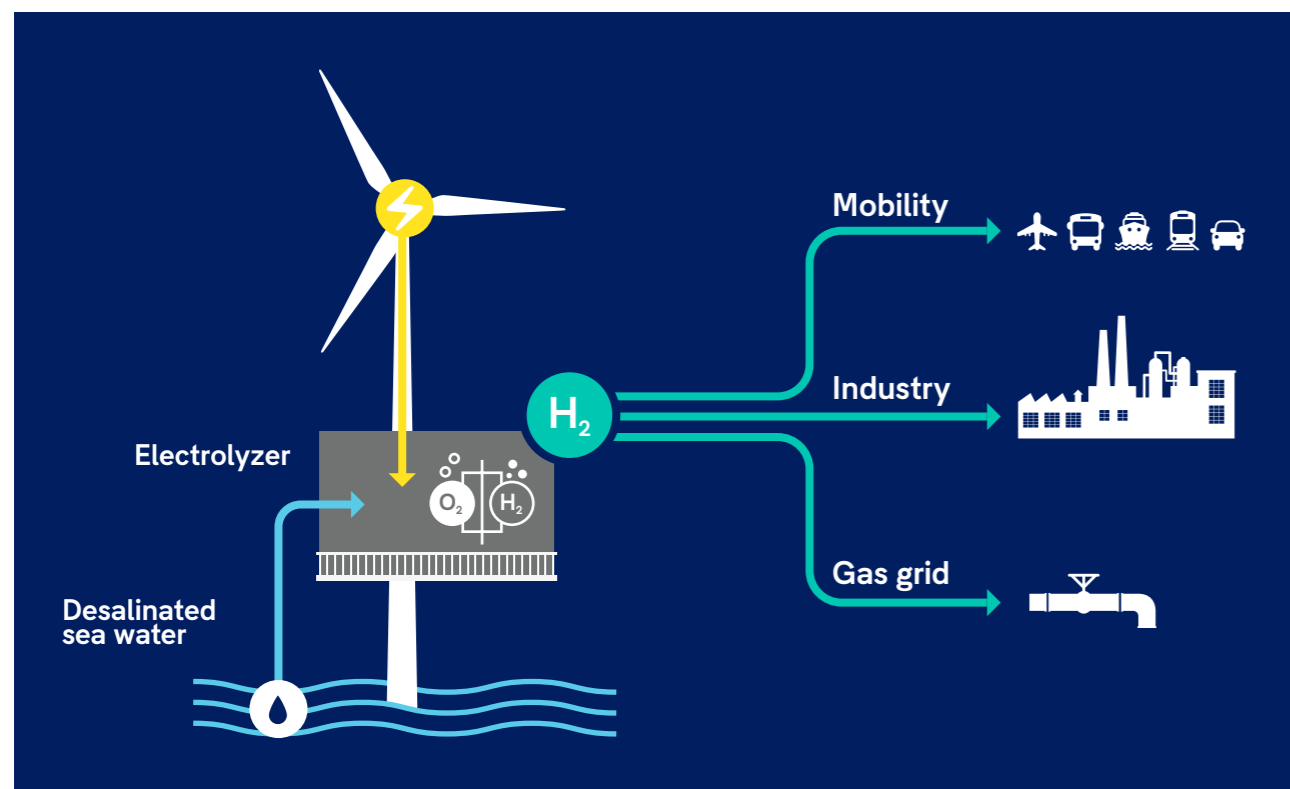 Mobility
H₂
Industry
Electrolyzer
O₂
H₂
Gas grid
Desalinated
sea water